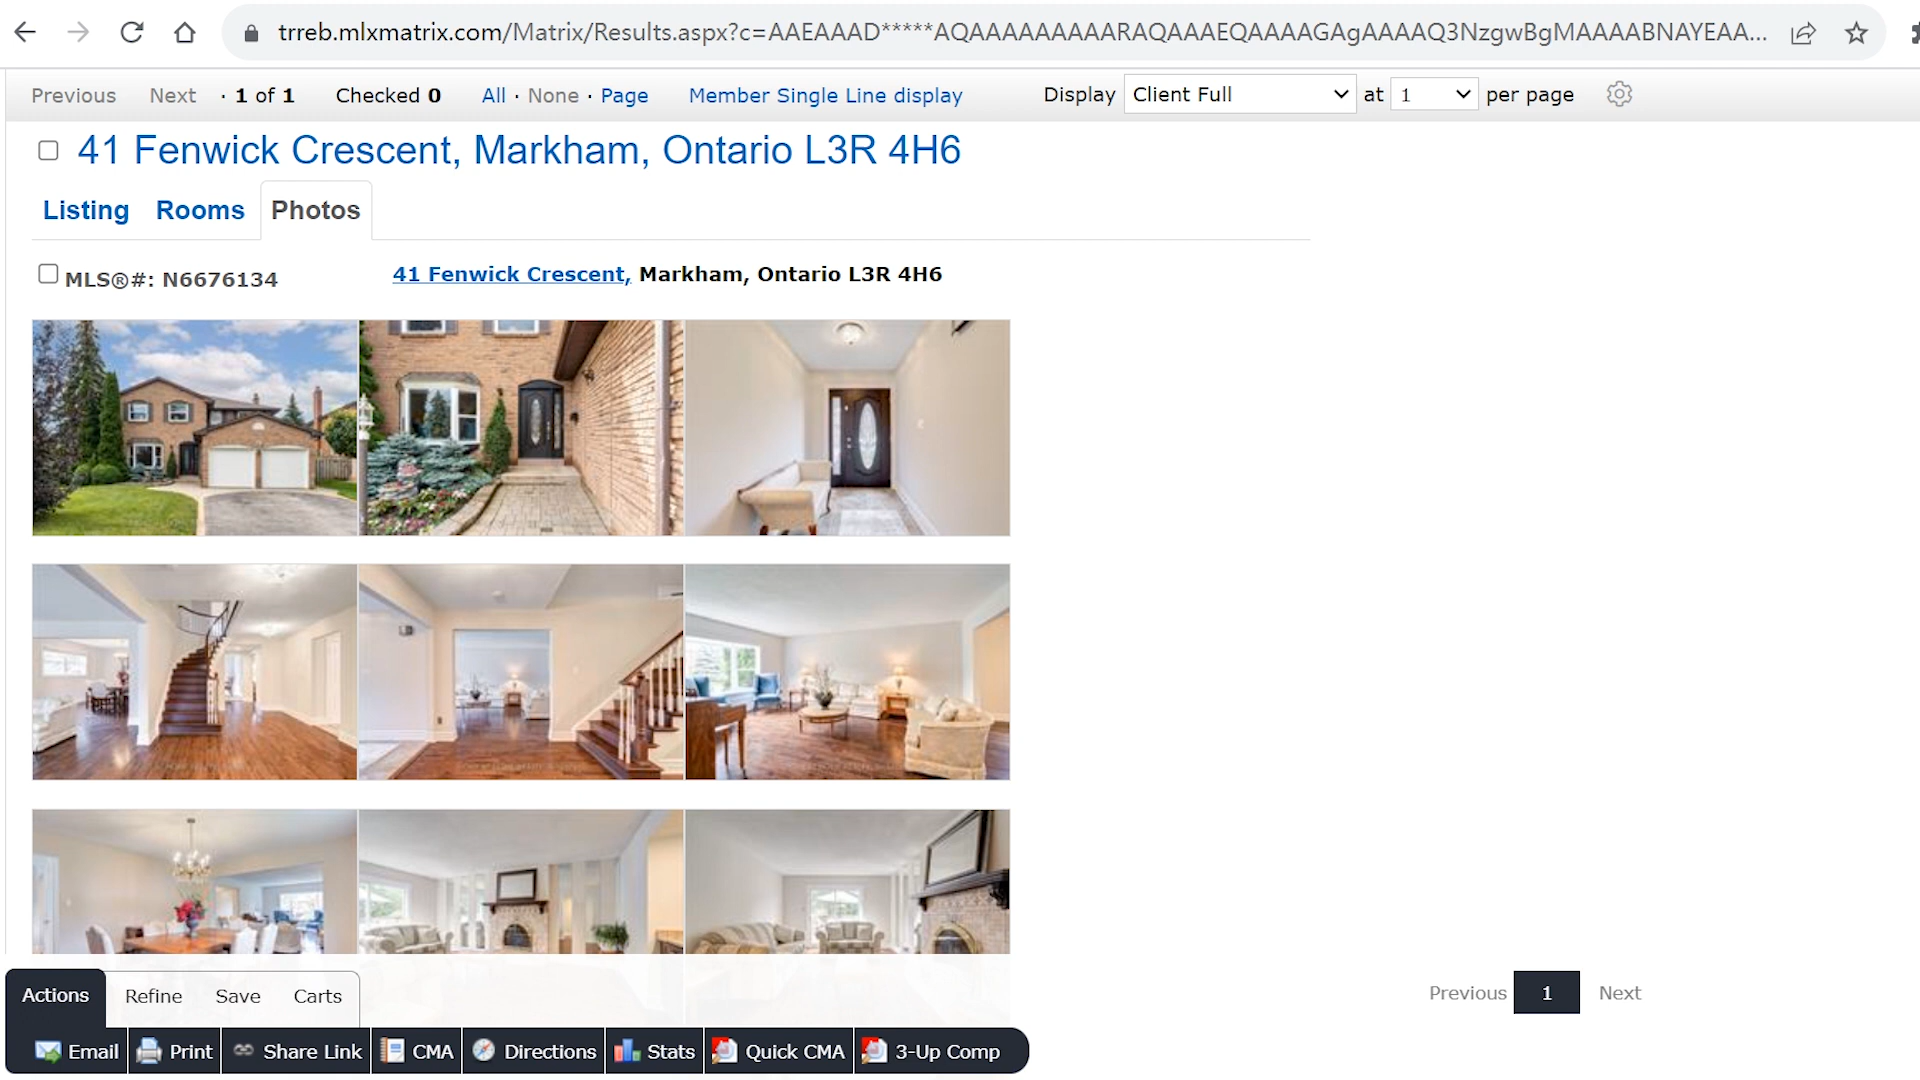 trreb.mlxmatrix.com/Matrix/Results.aspx?c=AAEAAAD*****AQAAAAAAAAARAQAAAEQAAAAGAgAAAAQ3NzgwBgMAAAABNAYEAA...
Previous Next · 1 of 1 Checked 0 All · None · Page Member Single Line display Display Client Full at 1 per page
41 Fenwick Crescent, Markham, Ontario L3R 4H6
Listing Rooms Photos
MLS®#: N6676134 41 Fenwick Crescent, Markham, Ontario L3R 4H6
Actions Refine Save Carts Previous 1 Next
Email Print Share Link CMA Directions Stats Quick CMA 3-Up Comp